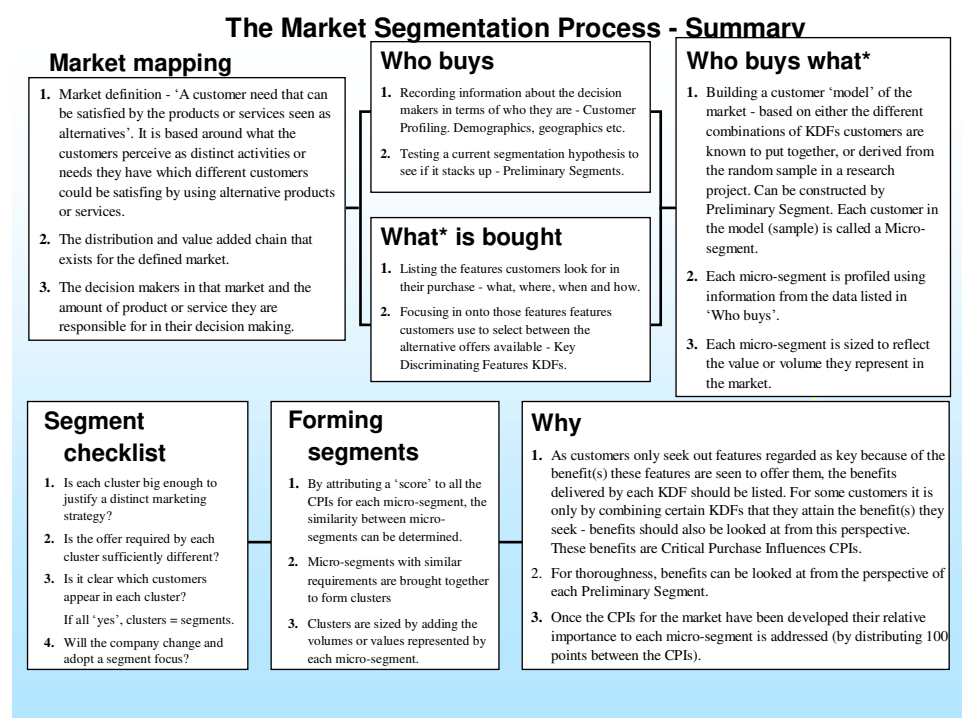 The Market Segmentation Process - Summary
Market mapping
1. Market definition - ‘A customer need that can
be satisfied by the products or services seen as
alternatives’. It is based around what the
customers perceive as distinct activities or
needs they have which different customers
could be satisfying by using alternative products
or services.
2. The distribution and value added chain that
exists for the defined market.
3. The decision makers in that market and the
amount of product or service they are
responsible for in their decision making.
Who buys
1. Recording information about the decision
makers in terms of who they are - Customer
Profiling. Demographics, geographics etc.
2. Testing a current segmentation hypothesis to
see if it stacks up - Preliminary Segments.
What* is bought
1. Listing the features customers look for in
their purchase - what, where, when and how.
2. Focusing in onto those features features
customers use to select between the
alternative offers available - Key
Discriminating Features KDFs.
Who buys what*
1. Building a customer ‘model’ of the
market - based on either the different
combinations of KDFs customers are
known to put together, or derived from
the random sample in a research
project. Can be constructed by
Preliminary Segment. Each customer in
the model (sample) is called a Micro-
segment.
2. Each micro-segment is profiled using
information from the data listed in
‘Who buys’.
3. Each micro-segment is sized to reflect
the value or volume they represent in
the market.
Segment
checklist
1. Is each cluster big enough to
justify a distinct marketing
strategy?
2. Is the offer required by each
cluster sufficiently different?
3. Is it clear which customers
appear in each cluster?
If all ‘yes’, clusters = segments.
4. Will the company change and
adopt a segment focus?
Forming
segments
1. By attributing a ‘score’ to all the
CPIs for each micro-segment, the
similarity between micro-
segments can be determined.
2. Micro-segments with similar
requirements are brought together
to form clusters
3. Clusters are sized by adding the
volumes or values represented by
each micro-segment.
Why
1. As customers only seek out features regarded as key because of the
benefit(s) these features are seen to offer them, the benefits
delivered by each KDF should be listed. For some customers it is
only by combining certain KDFs that they attain the benefit(s) they
seek - benefits should also be looked at from this perspective.
These benefits are Critical Purchase Influences CPIs.
2. For thoroughness, benefits can be looked at from the perspective of
each Preliminary Segment.
3. Once the CPIs for the market have been developed their relative
importance to each micro-segment is addressed (by distributing 100
points between the CPIs).